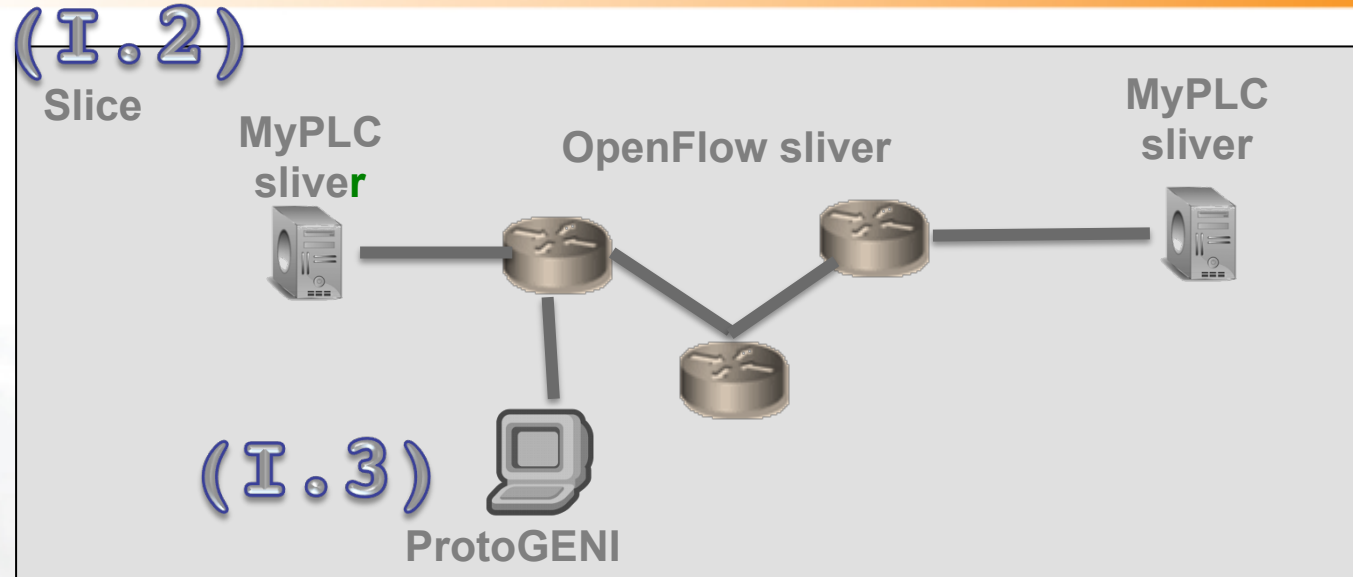 (I.2)
Slice
MyPLC
sliver
OpenFlow sliver
MyPLC
sliver
(I.3)
ProtoGENI